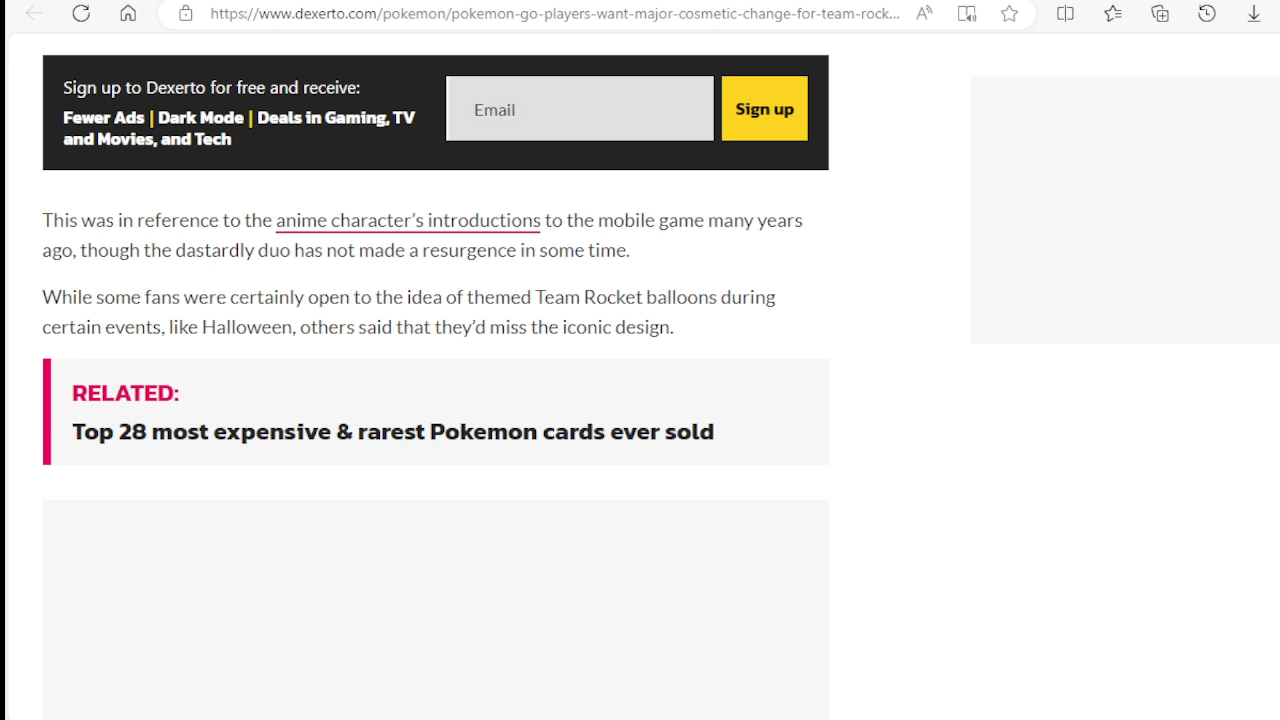 https://www.dexerto.com/pokemon/pokemon-go-players-want-major-cosmetic-change-for-team-rock...
Sign up to Dexerto for free and receive:
Fewer Ads | Dark Mode | Deals in Gaming, TV
and Movies, and Tech
Email
Sign up
This was in reference to the anime character’s introductions to the mobile game many years
ago, though the dastardly duo has not made a resurgence in some time.
While some fans were certainly open to the idea of themed Team Rocket balloons during
certain events, like Halloween, others said that they’d miss the iconic design.
RELATED:
Top 28 most expensive & rarest Pokemon cards ever sold